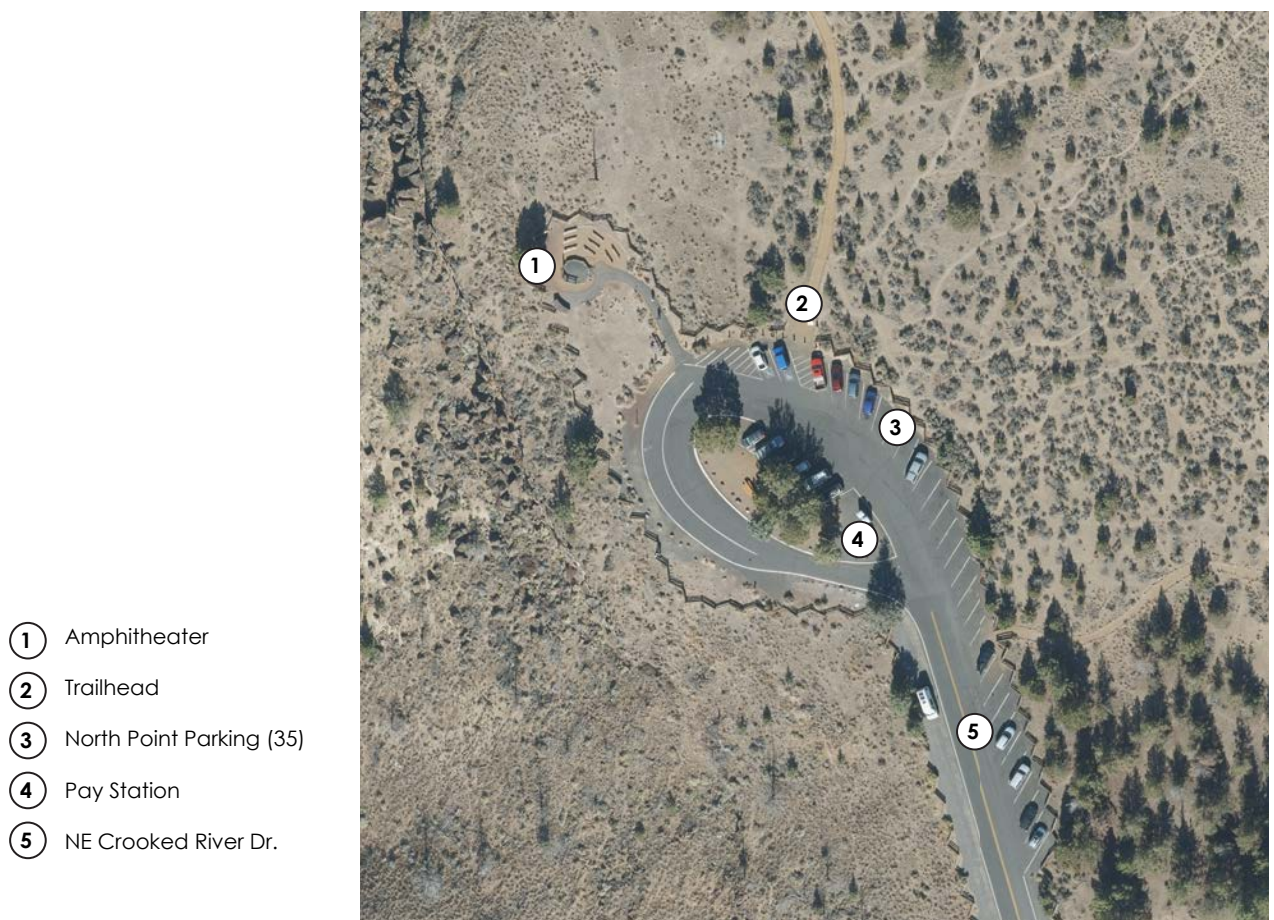 1 Amphitheater
2 Trailhead
3 North Point Parking (35)
4 Pay Station
5 NE Crooked River Dr.
1
2
3
4
5